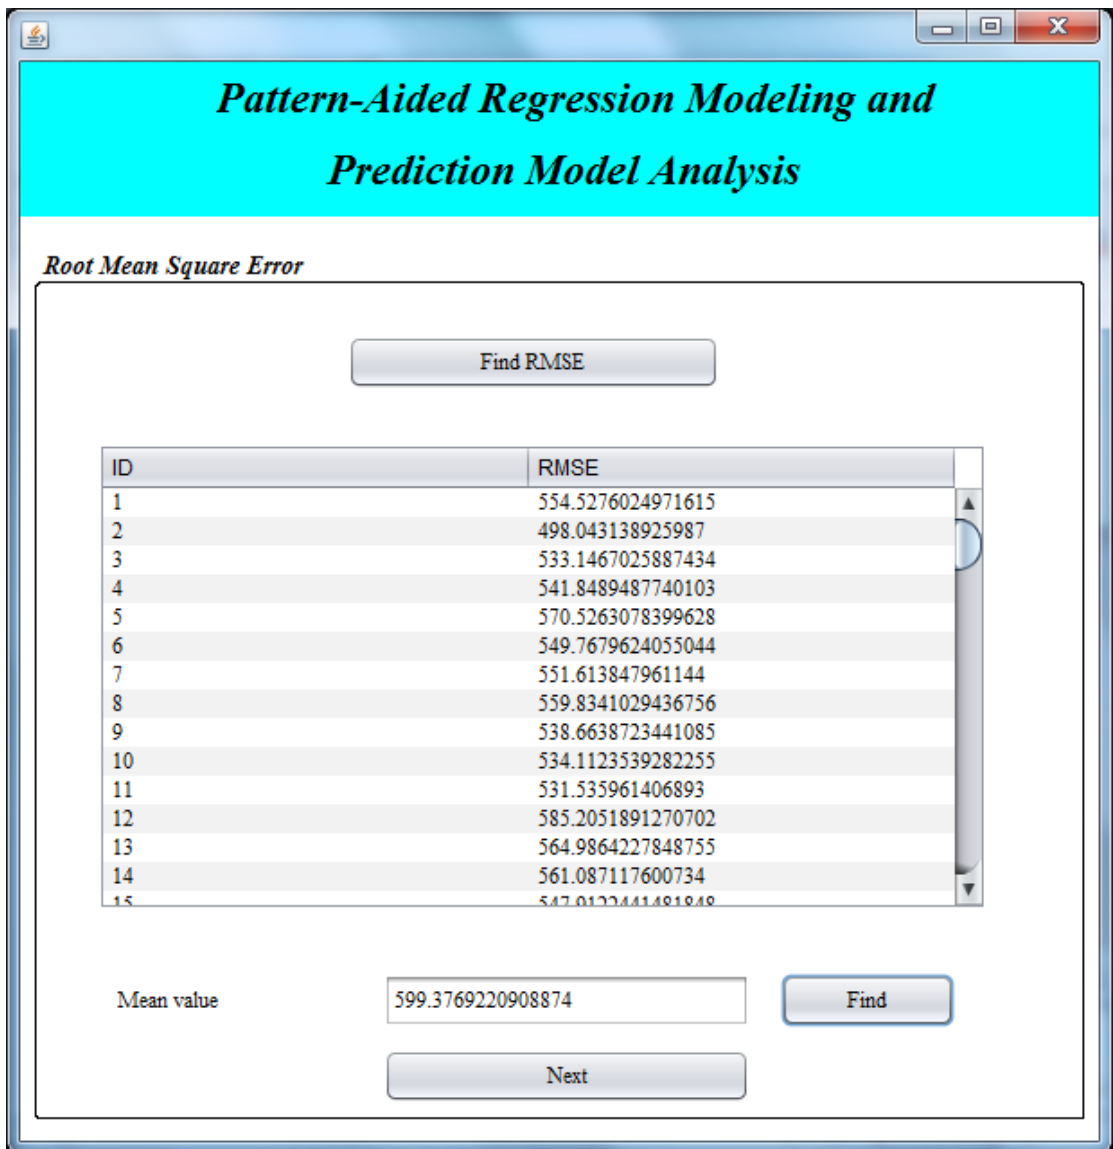 Pattern-Aided Regression Modeling and
Prediction Model Analysis
Root Mean Square Error
Find RMSE
ID RMSE
1 554.5276024971615
2 498.043138925987
3 533.1467025887434
4 541.8489487740103
5 570.5263078399628
6 549.7679624055044
7 551.613847961144
8 559.8341029436756
9 538.6638723441085
10 534.1123539282255
11 531.535961406893
12 585.2051891270702
13 564.9864227848755
14 561.087117600734
15 547.9122441481848
Mean value 599.3769220908874 Find
Next